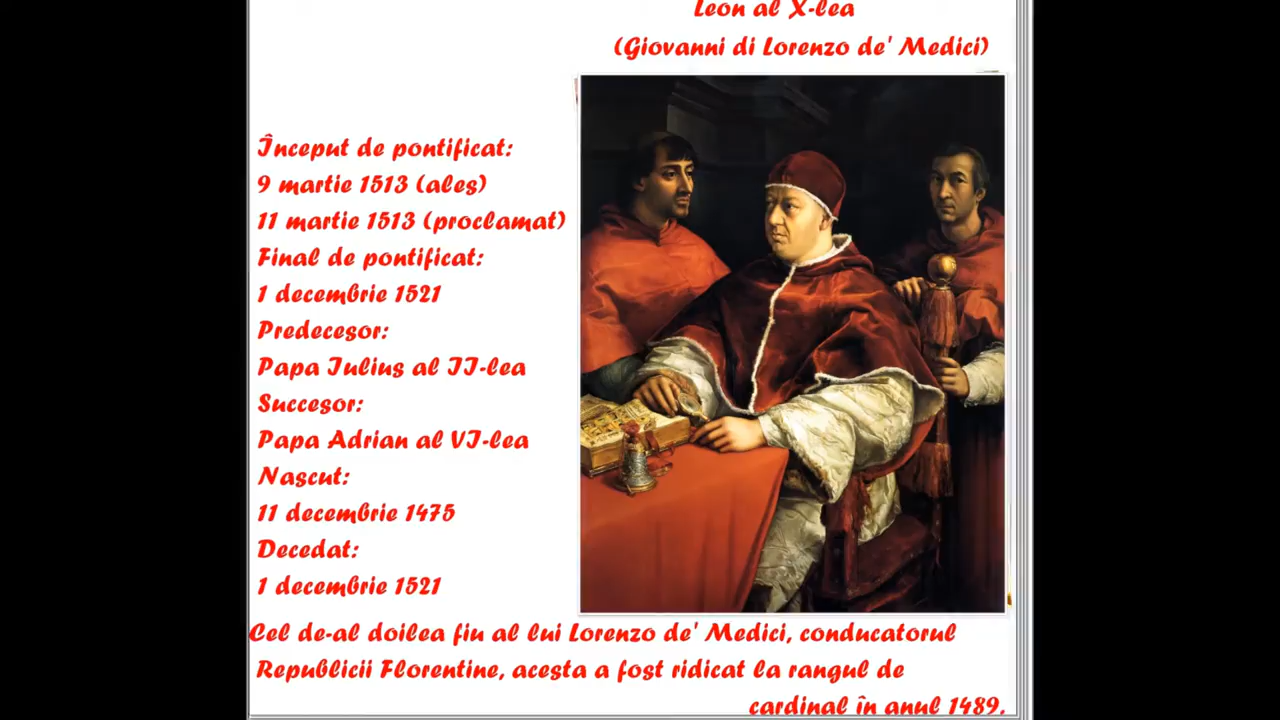 Leon al X-lea
(Giovanni di Lorenzo de' Medici)
Început de pontificat:
9 martie 1513 (ales)
11 martie 1513 (proclamat)
Final de pontificat:
1 decembrie 1521
Predecesor:
Papa Iulius al II-lea
Succesor:
Papa Adrian al VI-lea
Nascut:
11 decembrie 1475
Decedat:
1 decembrie 1521
Cel de-al doilea fiu al lui Lorenzo de' Medici, conducatorul
Republicii Florentine, acesta a fost ridicat la rangul de
cardinal în anul 1489.